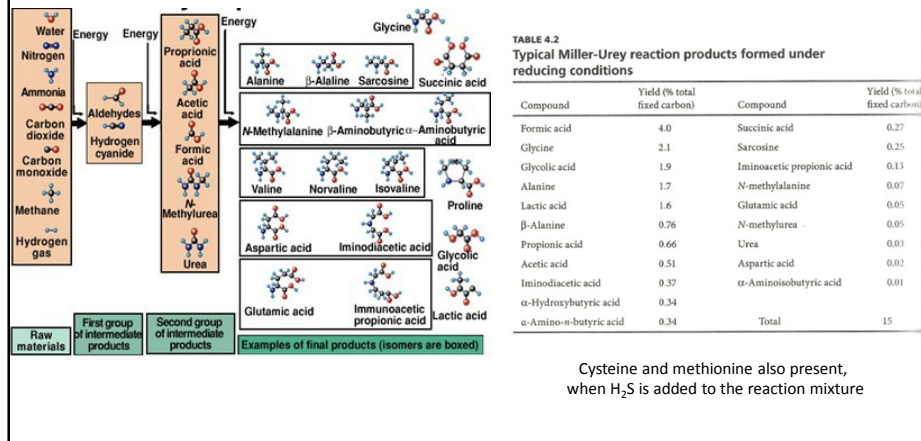 Water
Nitrogen
Ammonia
Carbon
dioxide
Carbon
monoxide
Methane
Hydrogen
gas
Raw
materials
Energy
Aldehydes
Hydrogen
cyanide
First group
of intermediate
products
Energy
Proprionic
acid
Acetic
acid
Formic
acid
N-
Methylurea
Urea
Second group
of intermediate
products
Energy
Glycine
Alanine β-Alaline Sarcosine
Succinic acid
N-Methylalanine β-Aminobutyric α-Aminobutyric
acid
Valine Norvaline Isovaline
Proline
Aspartic acid Iminodiacetic acid
Glycolic
acid
Glutamic acid Immunoacetic
propionic acid
Lactic acid
Examples of final products (isomers are boxed)
TABLE 4.2
Typical Miller-Urey reaction products formed under
reducing conditions
Yield (% total Yield (% total
Compound fixed carbon) Compound fixed carbon)
Formic acid 4.0 Succinic acid 0.27
Glycine 2.1 Sarcosine 0.25
Glycolic acid 1.9 Iminoacetic propionic acid 0.13
Alanine 1.7 N-methylalanine 0.07
Lactic acid 1.6 Glutamic acid 0.05
β-Alanine 0.76 N-methylurea 0.05
Propionic acid 0.66 Urea 0.03
Acetic acid 0.51 Aspartic acid 0.02
Iminodiacetic acid 0.37 α-Aminoisobutyric acid 0.01
α-Hydroxybutyric acid 0.34
α-Amino-n-butyric acid 0.34 Total 15
Cysteine and methionine also present,
when H₂S is added to the reaction mixture